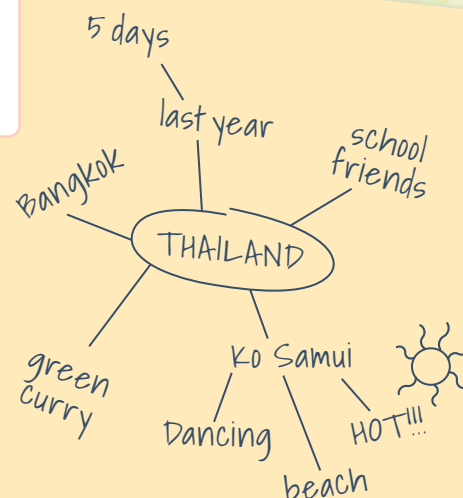 5 days
last year
school
friends
Bangkok
THAILAND
green
curry
Ko Samui
Dancing
HOT!!!
beach